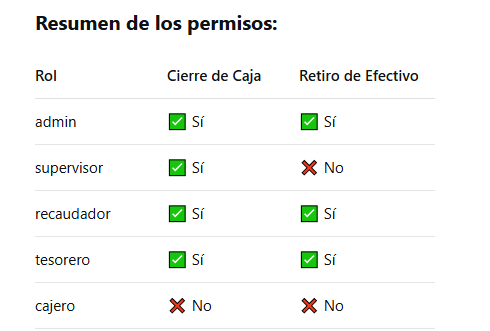 Resumen de los permisos:
Rol Cierre de Caja Retiro de Efectivo
admin ✅ Sí ✅ Sí
supervisor ✅ Sí ❌ No
recaudador ✅ Sí ✅ Sí
tesorero ✅ Sí ✅ Sí
cajero ❌ No ❌ No